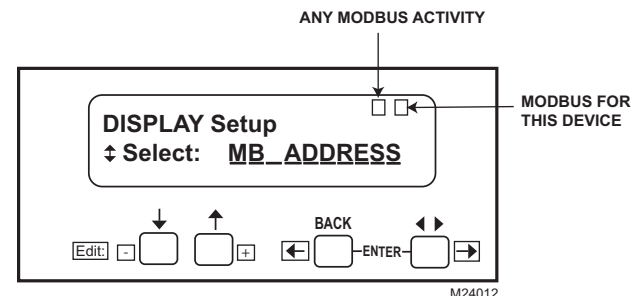 ANY MODBUS ACTIVITY
MODBUS FOR
THIS DEVICE
DISPLAY Setup
↕ Select: MB_ADDRESS
BACK
Edit: - + ENTER
M24012